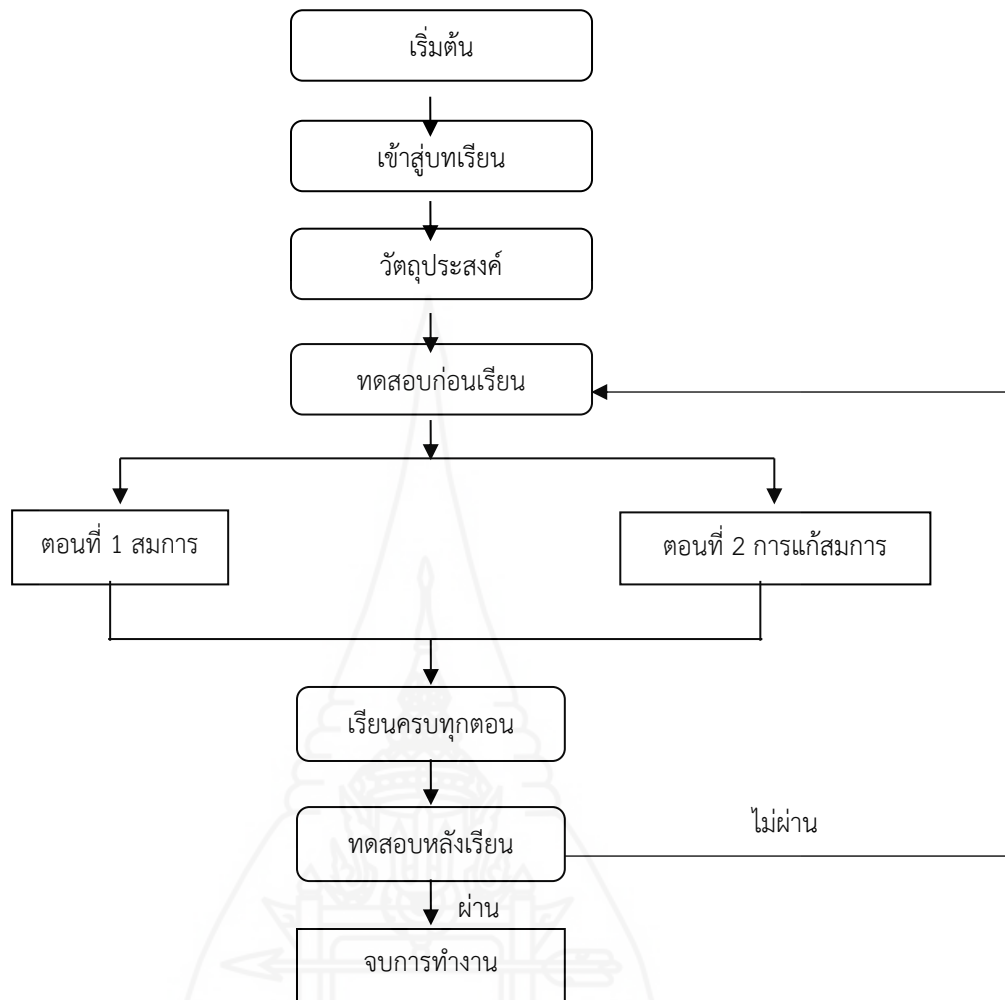 เริ่มต้น
เข้าสู่บทเรียน
วัตถุประสงค์
ทดสอบก่อนเรียน
ตอนที่ 1 สมการ
ตอนที่ 2 การแก้สมการ
เรียนครบทุกตอน
ทดสอบหลังเรียน
ไม่ผ่าน
ผ่าน
จบการทำงาน